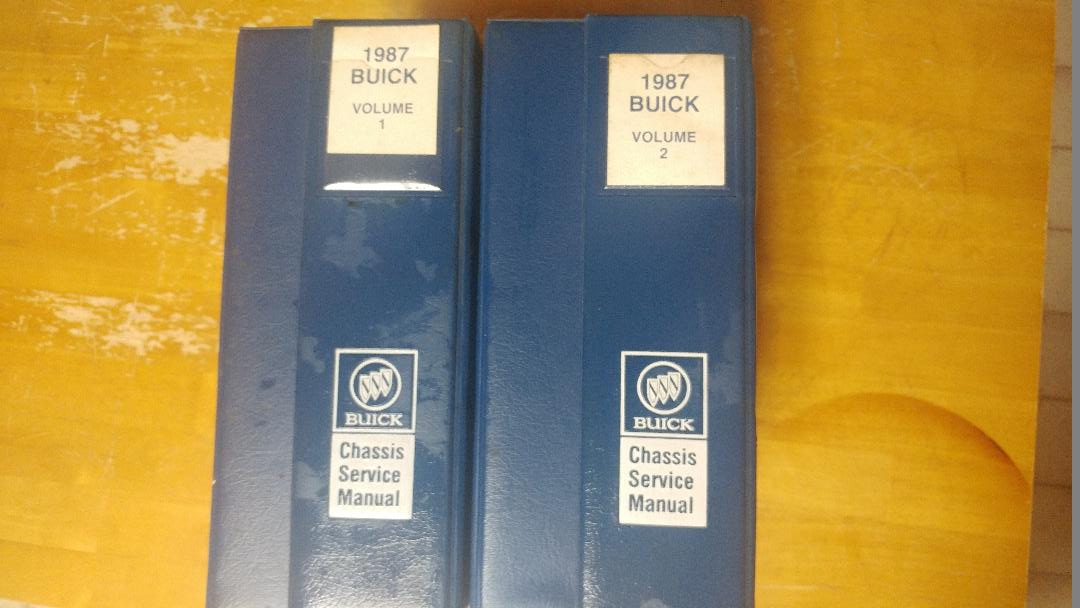 1987
BUICK
VOLUME
1
BUICK
Chassis
Service
Manual
1987
BUICK
VOLUME
2
BUICK
Chassis
Service
Manual